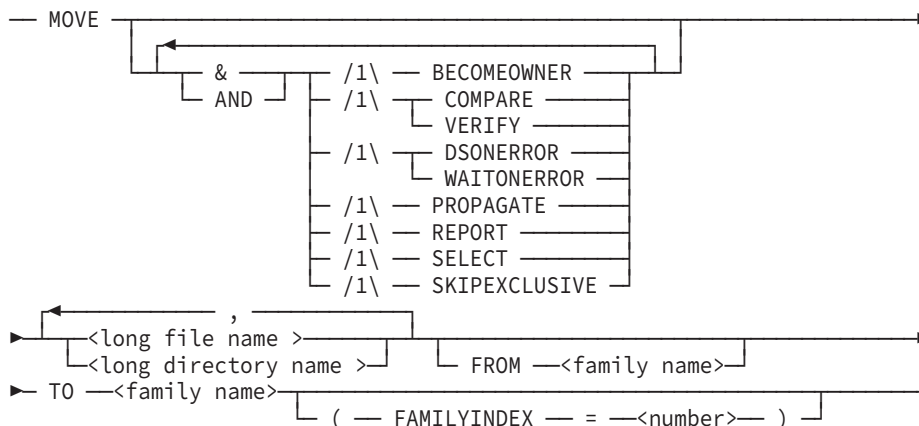 MOVE
& /1\ BECOMEOWNER
AND /1\ COMPARE
VERIFY
/1\ DSONERROR
WAITONERROR
/1\ PROPAGATE
/1\ REPORT
/1\ SELECT
/1\ SKIPEXCLUSIVE
,
<long file name >
<long directory name > FROM <family name>
TO <family name>
( FAMILYINDEX = <number> )